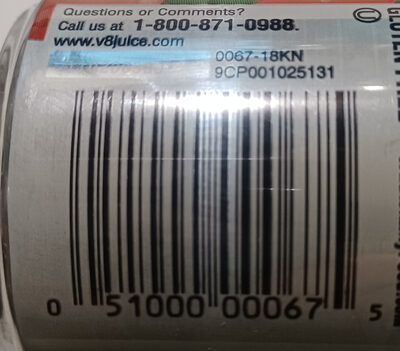 Questions or Comments?
Call us at 1-800-871-0988.
www.v8juice.com
0067-18KN
9CP001025131
0 51000 00067 5